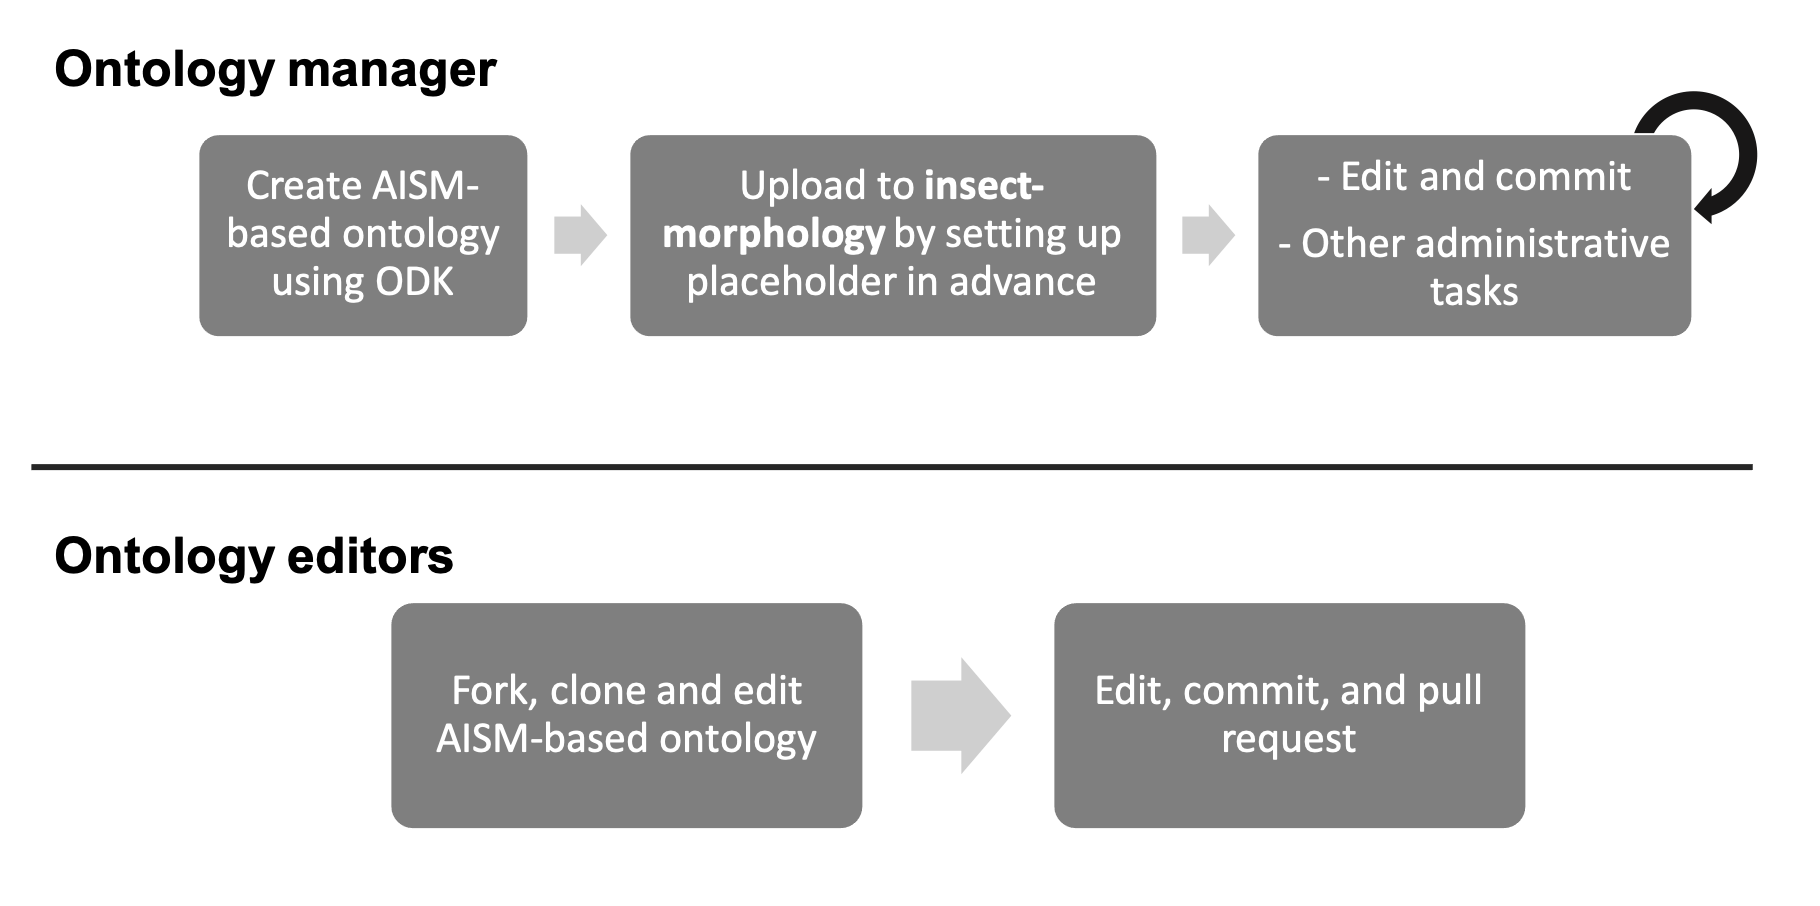 Ontology manager
Create AISM-
based ontology
using ODK
Upload to insect-
morphology by setting up
placeholder in advance
- Edit and commit
- Other administrative
tasks
Ontology editors
Fork, clone and edit
AISM-based ontology
Edit, commit, and pull
request